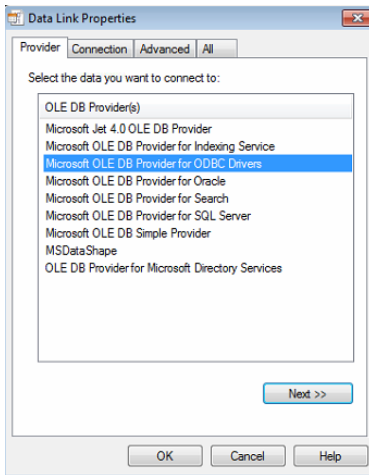 Data Link Properties
Provider Connection Advanced All
Select the data you want to connect to:
OLE DB Provider(s)
Microsoft Jet 4.0 OLE DB Provider
Microsoft OLE DB Provider for Indexing Service
Microsoft OLE DB Provider for ODBC Drivers
Microsoft OLE DB Provider for Oracle
Microsoft OLE DB Provider for Search
Microsoft OLE DB Provider for SQL Server
Microsoft OLE DB Simple Provider
MSDataShape
OLE DB Provider for Microsoft Directory Services
Next >>
OK Cancel Help